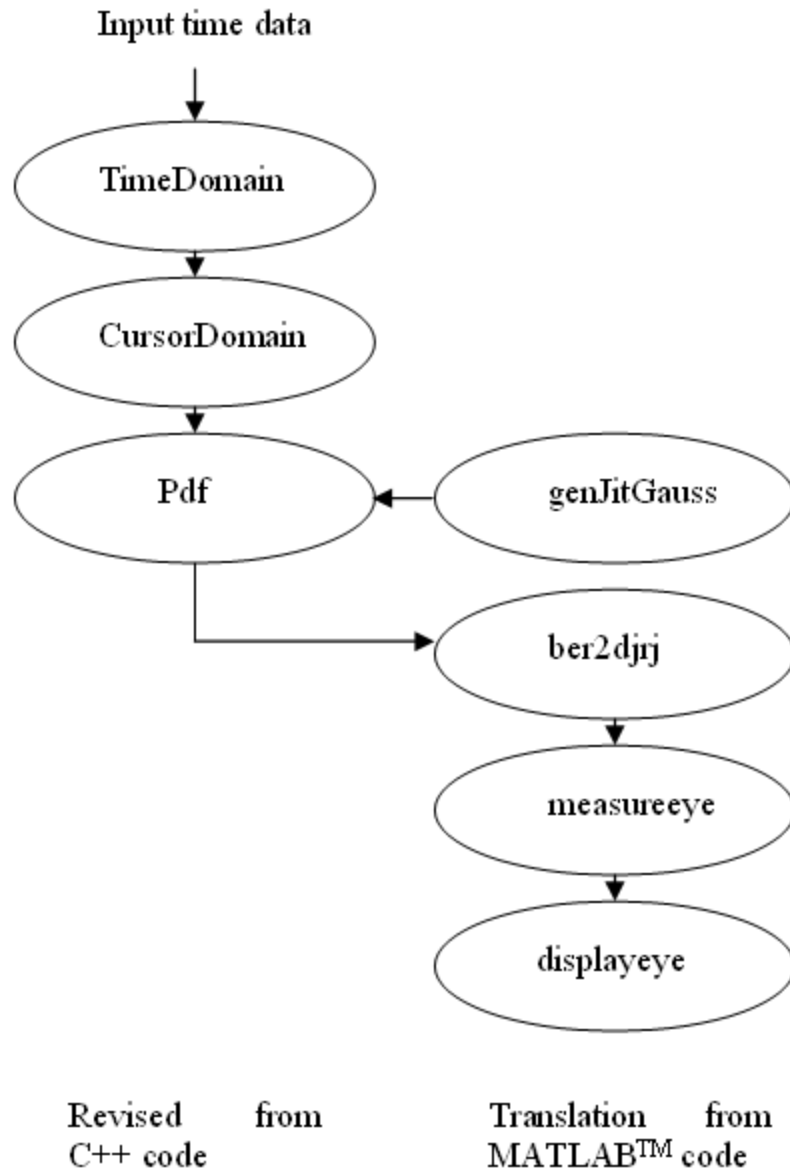 Input time data
TimeDomain
CursorDomain
Pdf
genJitGauss
ber2djrj
measureeye
displayeye
Revised from
C++ code
Translation from
MATLAB™ code